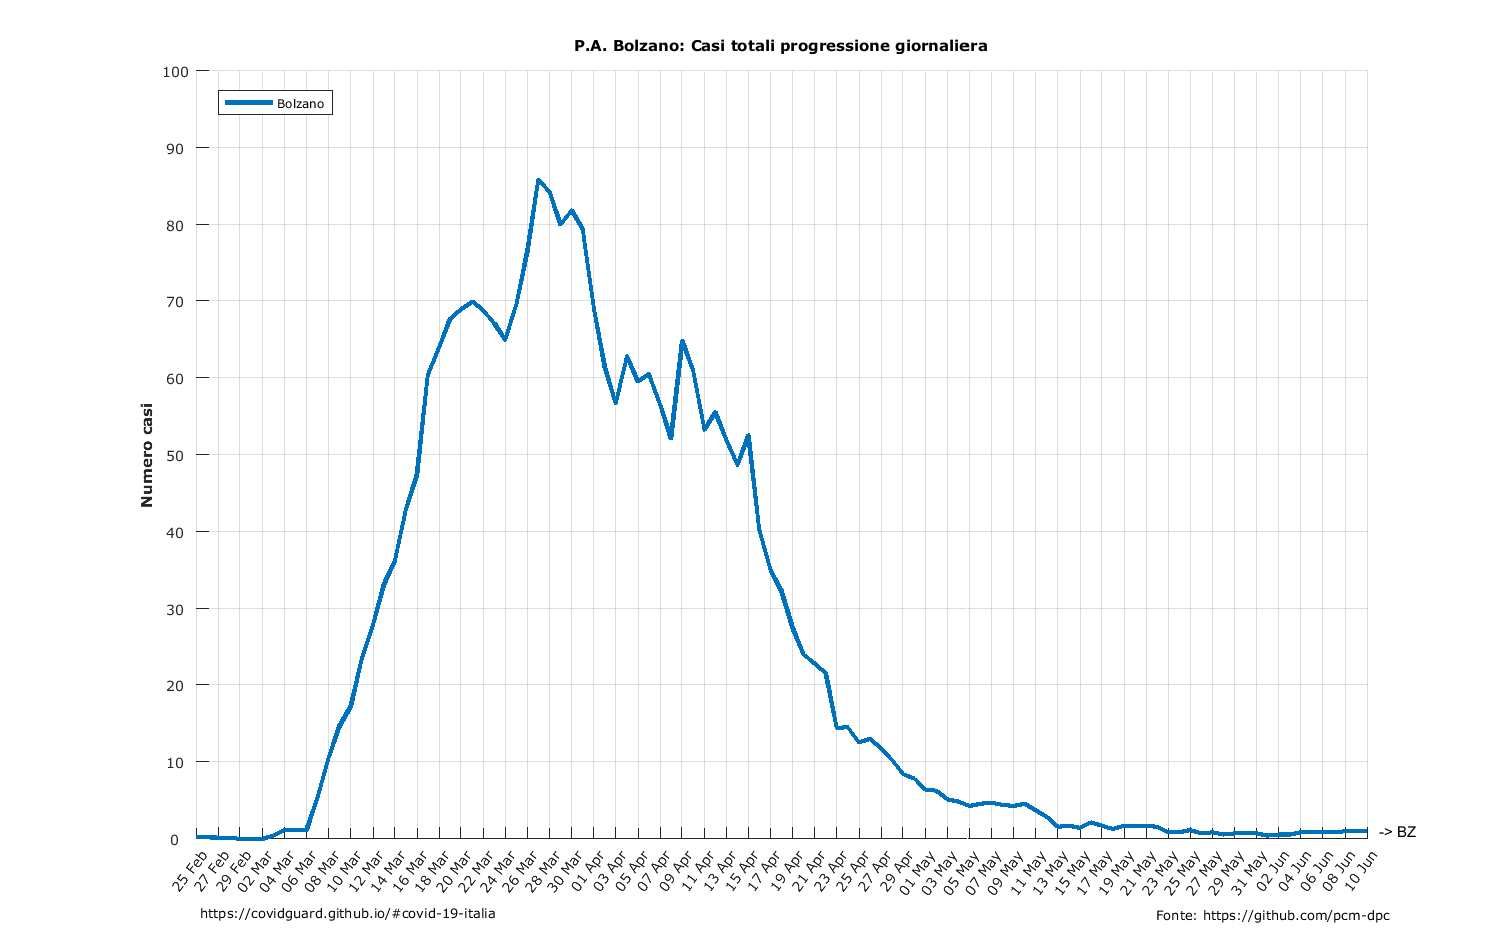 P.A. Bolzano: Casi totali progressione giornaliera
Bolzano
Numero casi
100
90
80
70
60
50
40
30
20
10
0
25 Feb
27 Feb
29 Feb
02 Mar
04 Mar
06 Mar
08 Mar
10 Mar
12 Mar
14 Mar
16 Mar
18 Mar
20 Mar
22 Mar
24 Mar
26 Mar
28 Mar
30 Mar
01 Apr
03 Apr
05 Apr
07 Apr
09 Apr
11 Apr
13 Apr
15 Apr
17 Apr
19 Apr
21 Apr
23 Apr
25 Apr
27 Apr
29 Apr
01 May
03 May
05 May
07 May
09 May
11 May
13 May
15 May
17 May
19 May
21 May
23 May
25 May
27 May
29 May
31 May
02 Jun
04 Jun
06 Jun
08 Jun
10 Jun
-> BZ
https://covidguard.github.io/#covid-19-italia
Fonte: https://github.com/pcm-dpc